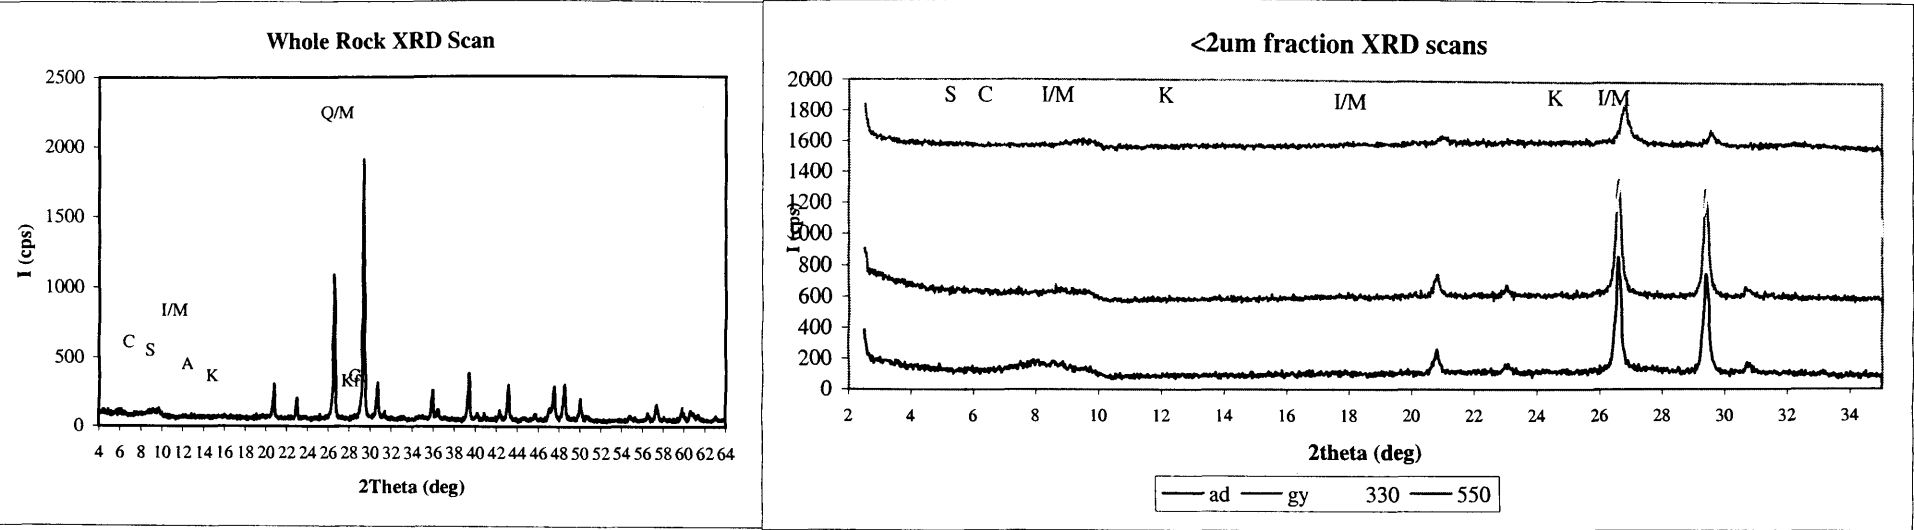 Whole Rock XRD Scan
2500
2000
1500
1000
500
0
I (cps)
Q/M
I/M
C
S
A
K
Kf
C
4 6 8 10 12 14 16 18 20 22 24 26 28 30 32 34 36 38 40 42 44 46 48 50 52 54 56 58 60 62 64
2Theta (deg)
<2um fraction XRD scans
2000
1800
1600
1400
1200
1000
800
600
400
200
0
I (cps)
S C I/M K I/M K I/M
2 4 6 8 10 12 14 16 18 20 22 24 26 28 30 32 34
2theta (deg)
ad gy 330 550